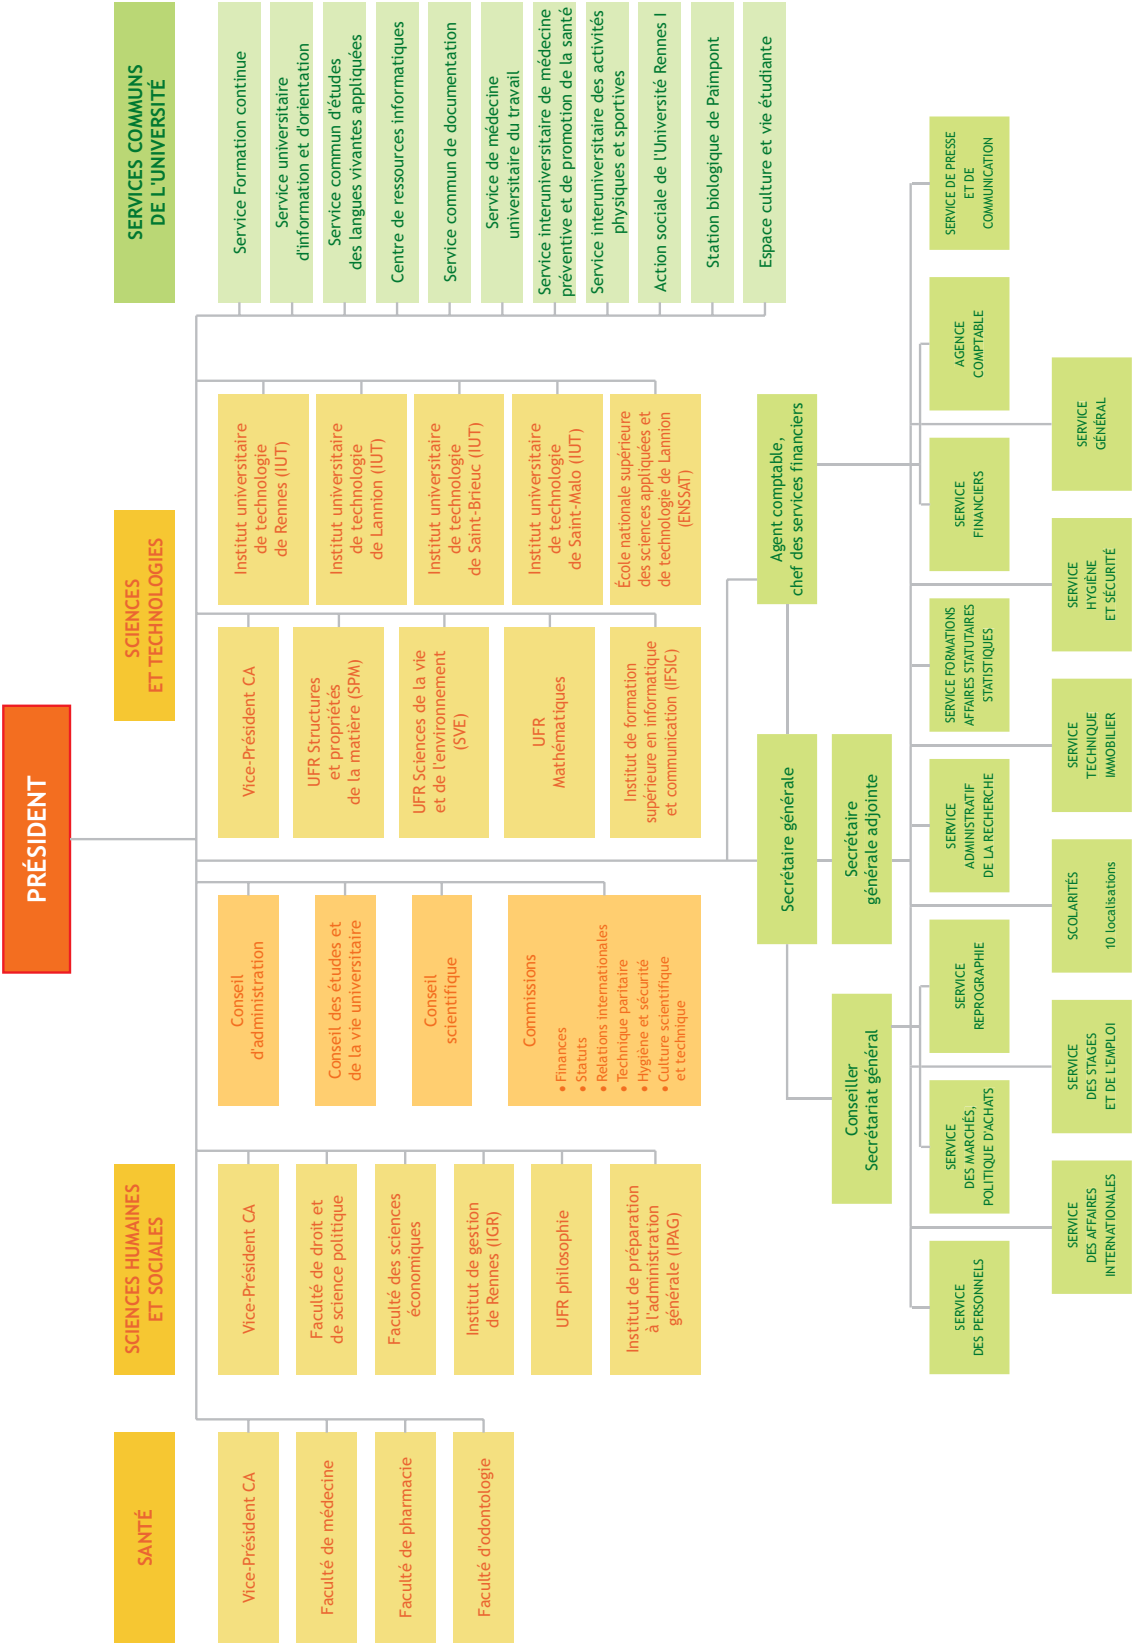 PRÉSIDENT
SANTÉ
Vice-Président CA
Faculté de médecine
Faculté de pharmacie
Faculté d'odontologie
SCIENCES HUMAINES
ET SOCIALES
Vice-Président CA
Faculté de droit et
de science politique
Faculté des sciences
économiques
Institut de gestion
de Rennes (IGR)
UFR philosophie
Institut de préparation
à l'administration
générale (IPAG)
Conseil
d'administration
Conseil des études et
de la vie universitaire
Conseil
scientifique
Commissions
• Finances
• Statuts
• Relations internationales
• Technique paritaire
• Hygiène et sécurité
• Culture scientifique
et technique
SCIENCES
ET TECHNOLOGIES
Vice-Président CA
UFR Structures
et propriétés
de la matière (SPM)
UFR Sciences de la vie
et de l'environnement
(SVE)
UFR
Mathématiques
Institut de formation
supérieure en informatique
et communication (IFSIC)
Institut universitaire
de technologie
de Rennes (IUT)
Institut universitaire
de technologie
de Lannion (IUT)
Institut universitaire
de technologie
de Saint-Brieuc (IUT)
Institut universitaire
de technologie
de Saint-Malo (IUT)
École nationale supérieure
des sciences appliquées et
de technologie de Lannion
(ENSSAT)
SERVICES COMMUNS
DE L'UNIVERSITÉ
Service Formation continue
Service universitaire
d'information et d'orientation
Service commun d'études
des langues vivantes appliquées
Centre de ressources informatiques
Service commun de documentation
Service de médecine
universitaire du travail
Service interuniversitaire de médecine
préventive et de promotion de la santé
Service interuniversitaire des activités
physiques et sportives
Action sociale de l'Université Rennes I
Station biologique de Paimpont
Espace culture et vie étudiante
Secrétaire générale
Agent comptable,
chef des services financiers
Conseiller
Secrétariat général
Secrétaire
générale adjointe
SERVICE
DES PERSONNELS
SERVICE
DES MARCHÉS,
POLITIQUE D'ACHATS
SERVICE
REPROGRAPHIE
SERVICE
ADMINISTRATIF
DE LA RECHERCHE
SERVICE FORMATIONS
AFFAIRES STATUTAIRES
STATISTIQUES
SERVICE
FINANCIERS
AGENCE
COMPTABLE
SERVICE DE PRESSE
ET DE
COMMUNICATION
SERVICE
DES AFFAIRES
INTERNATIONALES
SERVICE
DES STAGES
ET DE L'EMPLOI
SCOLARITÉS
10 localisations
SERVICE
TECHNIQUE
IMMOBILIER
SERVICE
HYGIÈNE
ET SÉCURITÉ
SERVICE
GÉNÉRAL